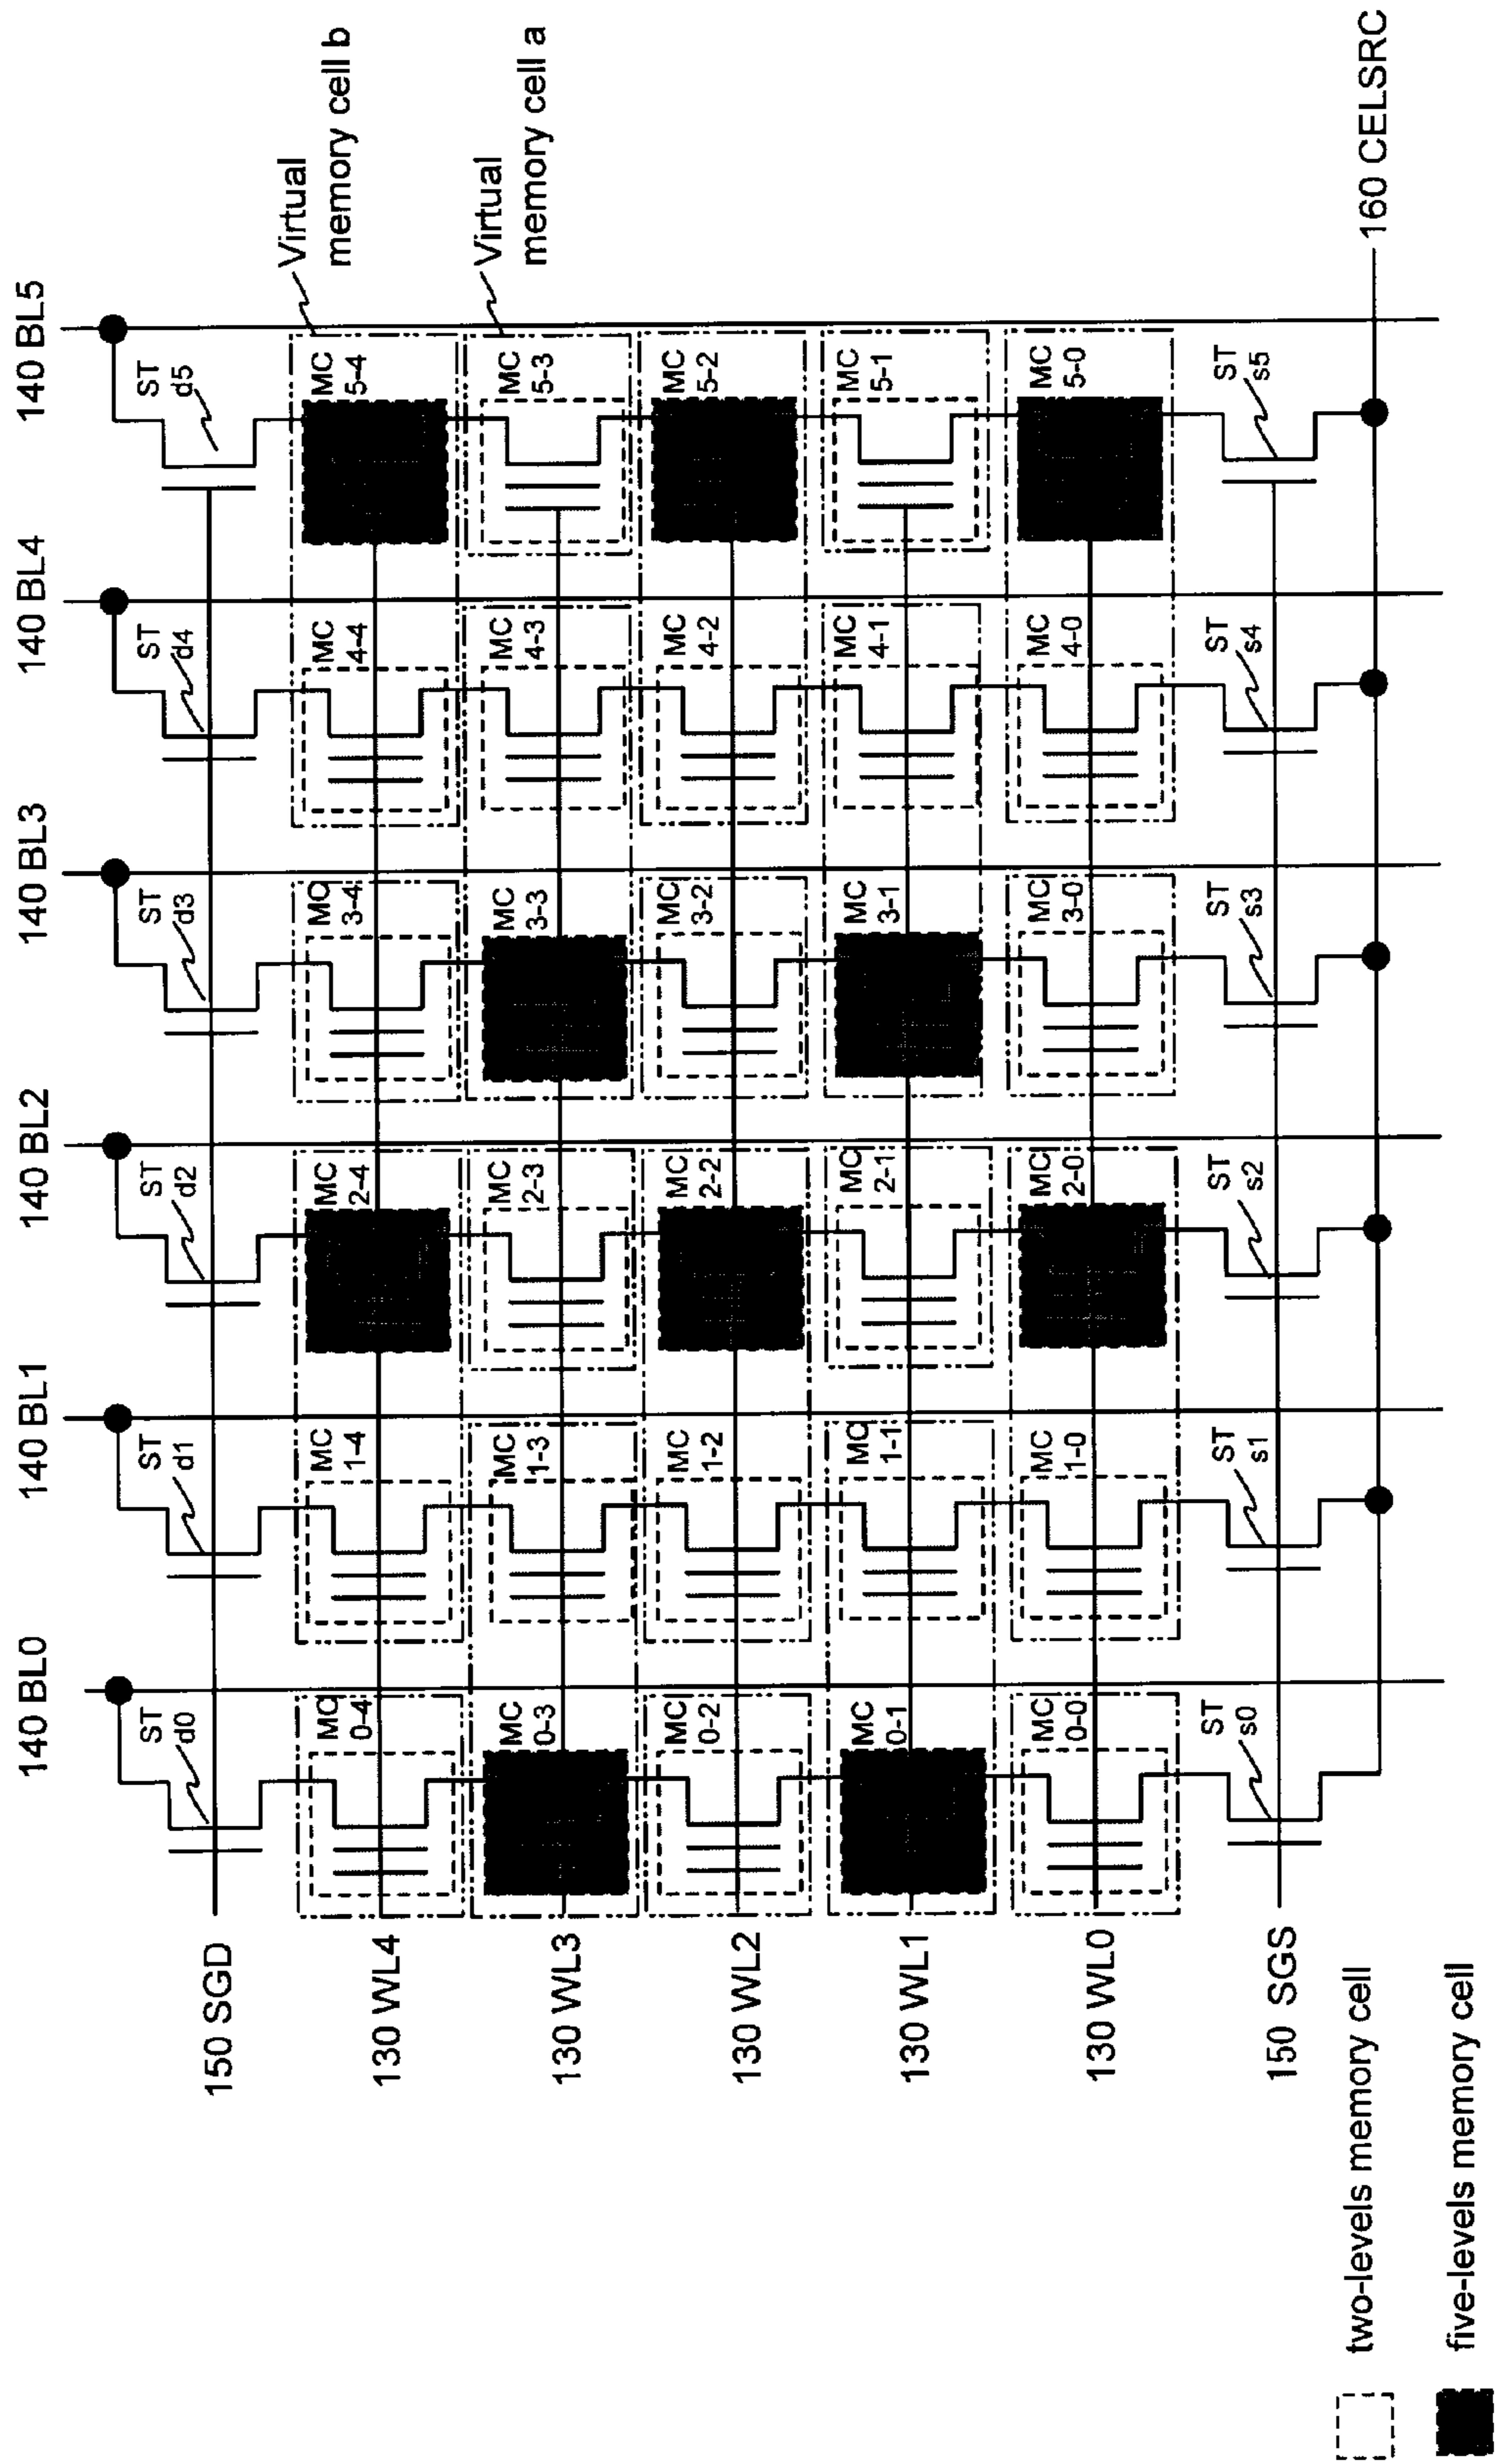 140 BL0
140 BL1
140 BL2
140 BL3
140 BL4
140 BL5
ST
d0
ST
d1
ST
d2
ST
d3
ST
d4
ST
d5
150 SGD
Virtual
memory cell b
MC
0-4
MC
1-4
MC
2-4
MC
3-4
MC
4-4
MC
5-4
130 WL4
Virtual
memory cell a
MC
0-3
MC
1-3
MC
2-3
MC
3-3
MC
4-3
MC
5-3
130 WL3
MC
0-2
MC
1-2
MC
2-2
MC
3-2
MC
4-2
MC
5-2
130 WL2
MC
0-1
MC
1-1
MC
2-1
MC
3-1
MC
4-1
MC
5-1
130 WL1
MC
0-0
MC
1-0
MC
2-0
MC
3-0
MC
4-0
MC
5-0
130 WL0
ST
s0
ST
s1
ST
s2
ST
s3
ST
s4
ST
s5
150 SGS
160 CELSRC
two-levels memory cell
five-levels memory cell